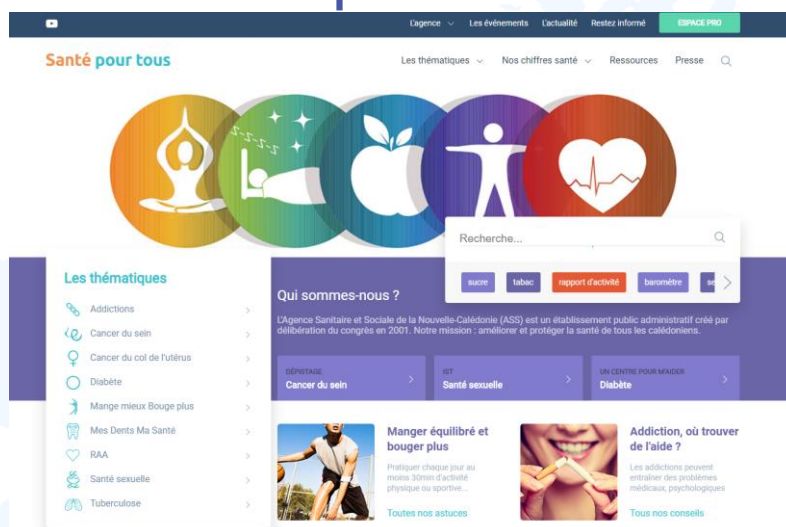 L'agence
Les événements
L'actualité
Restez informé
ESPACE PRO
Santé pour tous
Les thématiques
Nos chiffres santé
Ressources
Presse
Recherche...
sucre
tabac
rapport d'activité
baromètre
Les thématiques
Addictions
Cancer du sein
Cancer du col de l'utérus
Diabète
Mange mieux Bouge plus
Mes Dents Ma Santé
RAA
Santé sexuelle
Tuberculose
Qui sommes-nous ?
L'Agence Sanitaire et Sociale de la Nouvelle-Calédonie (ASS) est un établissement public administratif créé par
délibération du congrès en 2001. Notre mission : améliorer et protéger la santé de tous les calédoniens.
DÉPISTAGE
Cancer du sein
IST
Santé sexuelle
UN CENTRE POUR M'AIDER
Diabète
Manger équilibré et
bouger plus
Pratiquer chaque jour au
moins 30min d'activité
physique ou sportive...
Toutes nos astuces
Addiction, où trouver
de l'aide ?
Les addictions peuvent
entraîner des problèmes
médicaux, psychologiques
Tous nos conseils